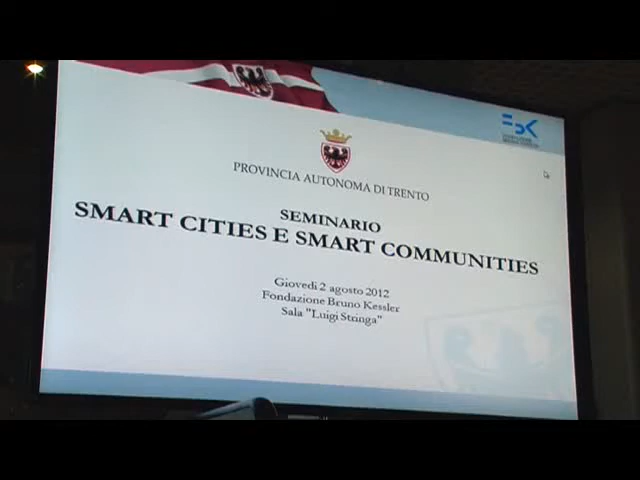 FBK
PROVINCIA AUTONOMA DI TRENTO
SEMINARIO
SMART CITIES E SMART COMMUNITIES
Giovedì 2 agosto 2012
Fondazione Bruno Kessler
Sala "Luigi Stringa"